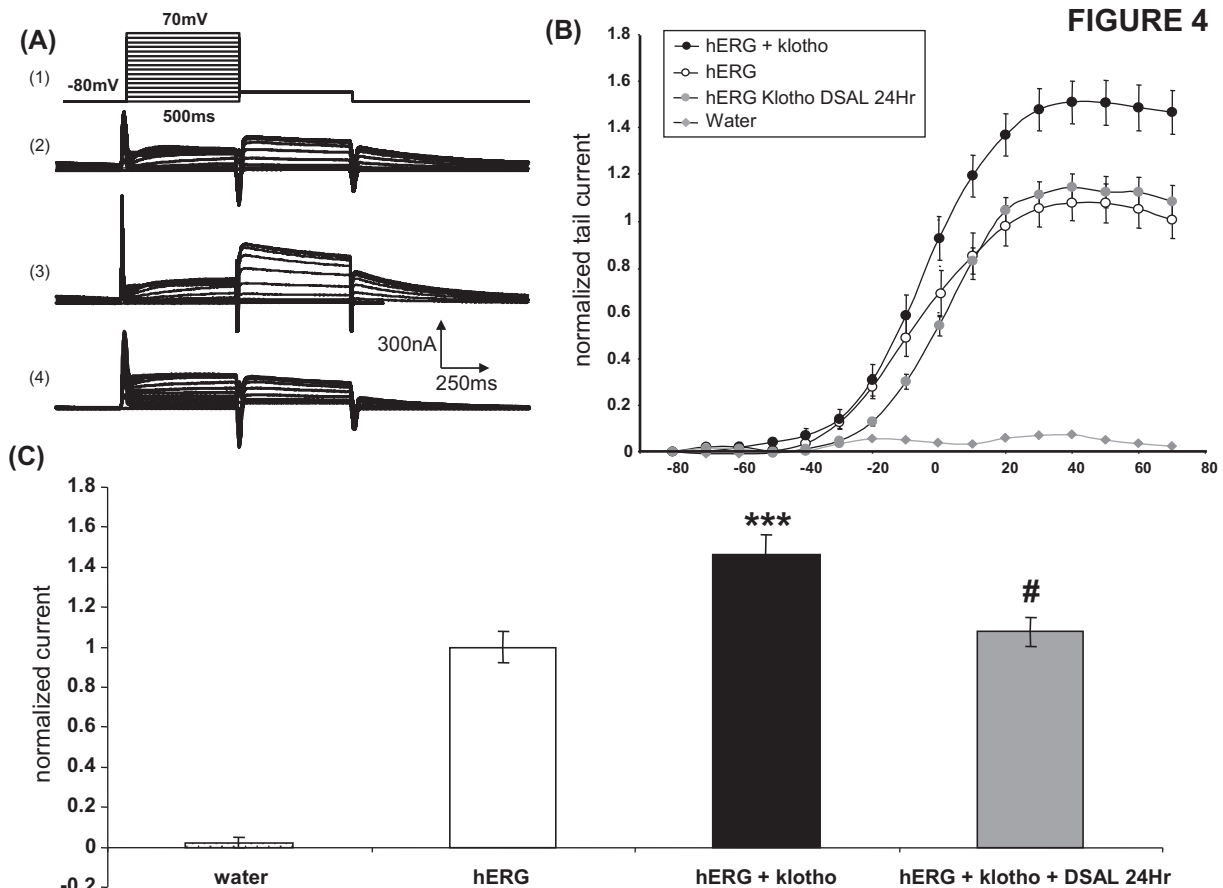 FIGURE 4
(A)
70mV
(1)
-80mV
500ms
(2)
(3)
300nA
250ms
(4)
(B)
1.8
1.6
1.4
1.2
1
0.8
0.6
0.4
0.2
0
normalized tail current
hERG + klotho
hERG
hERG Klotho DSAL 24Hr
Water
-80 -60 -40 -20 0 20 40 60 80
(C)
1.8
1.6
1.4
1.2
1
0.8
0.6
0.4
0.2
0
-0.2
normalized current
***
#
water hERG hERG + klotho hERG + klotho + DSAL 24Hr